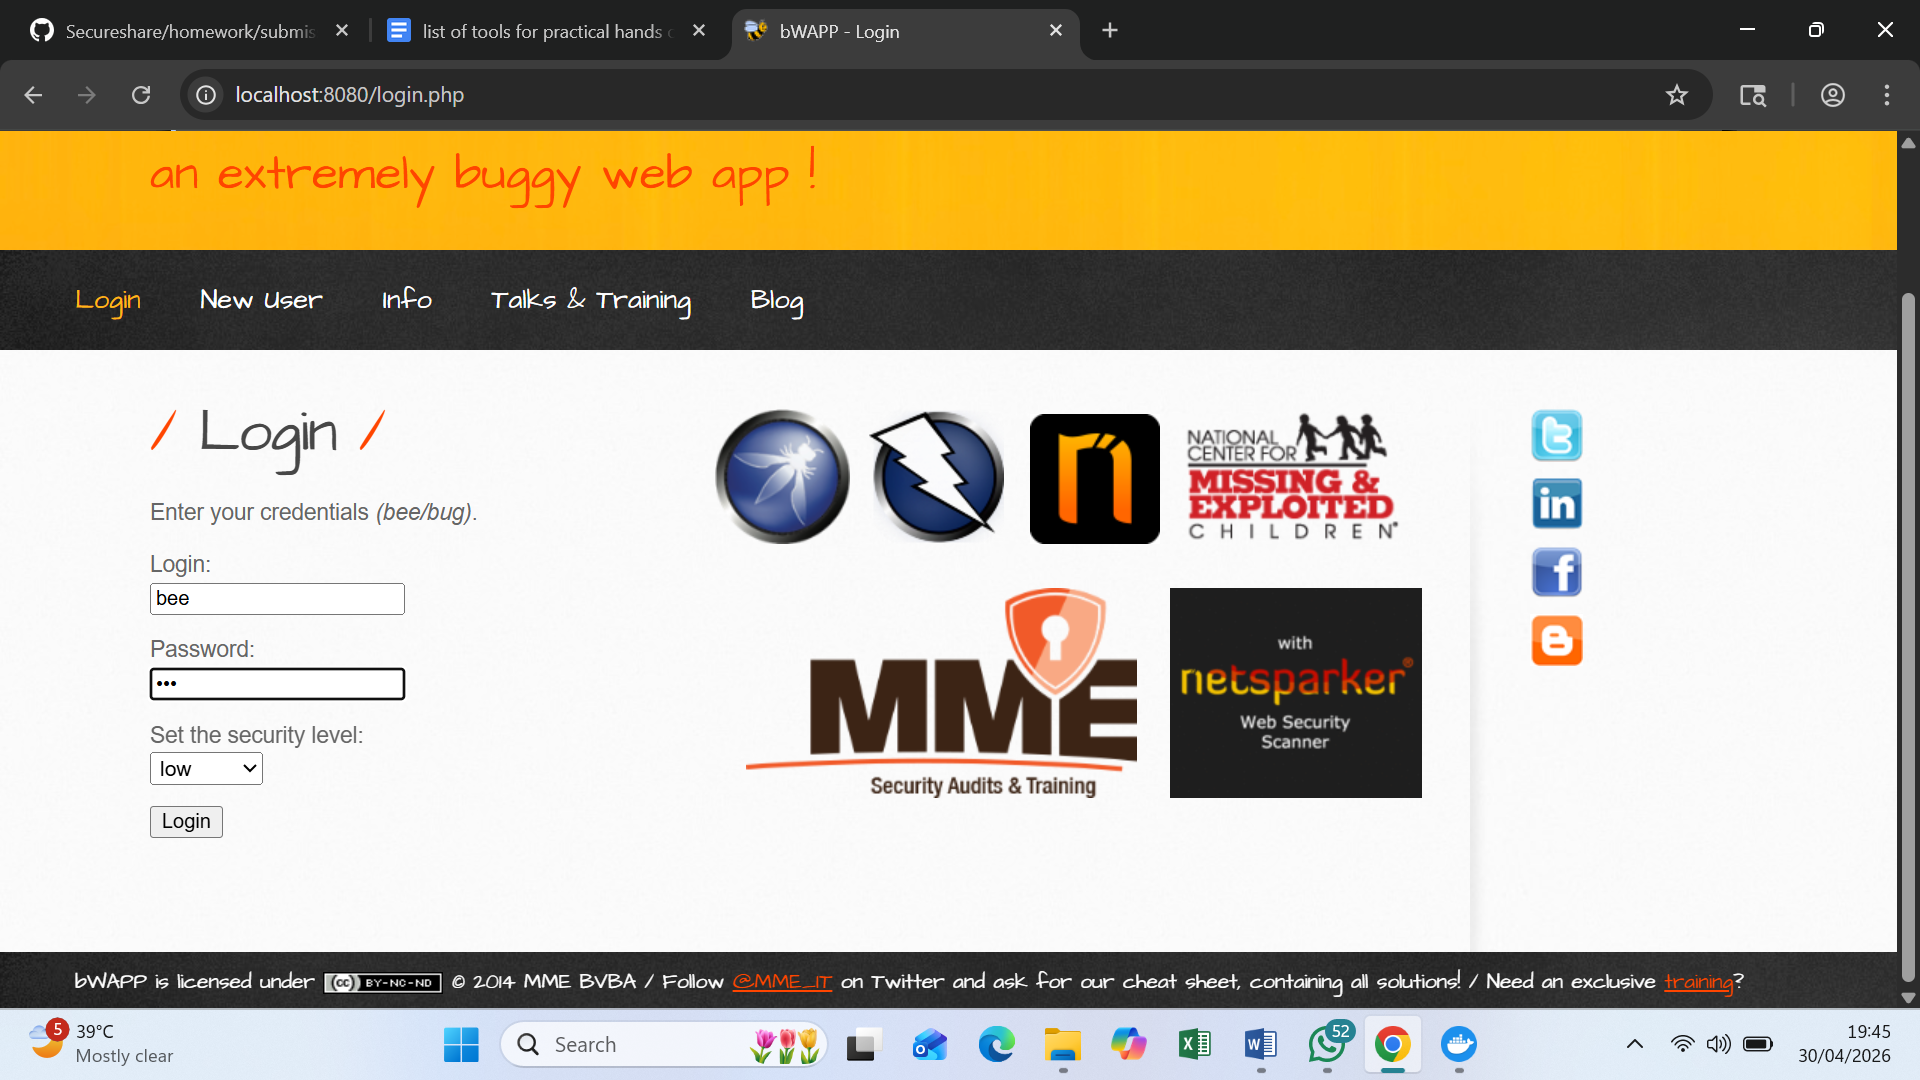 Secureshare/homework/submis
list of tools for practical hands
bWAPP - Login
localhost:8080/login.php
an extremely buggy web app !
Login
New User
Info
Talks & Training
Blog
/ Login /
Enter your credentials (bee/bug).
Login:
bee
Password:
•••
Set the security level:
low
Login
NATIONAL
CENTER FOR
MISSING &
EXPLOITED
CHILDREN®
MME
Security Audits & Training
with
netsparker®
Web Security
Scanner
bWAPP is licensed under (cc) BY-NC-ND © 2014 MME BVBA / Follow @MME_IT on Twitter and ask for our cheat sheet, containing all solutions! / Need an exclusive training?
5
39°C
Mostly clear
Search
52
19:45
30/04/2026